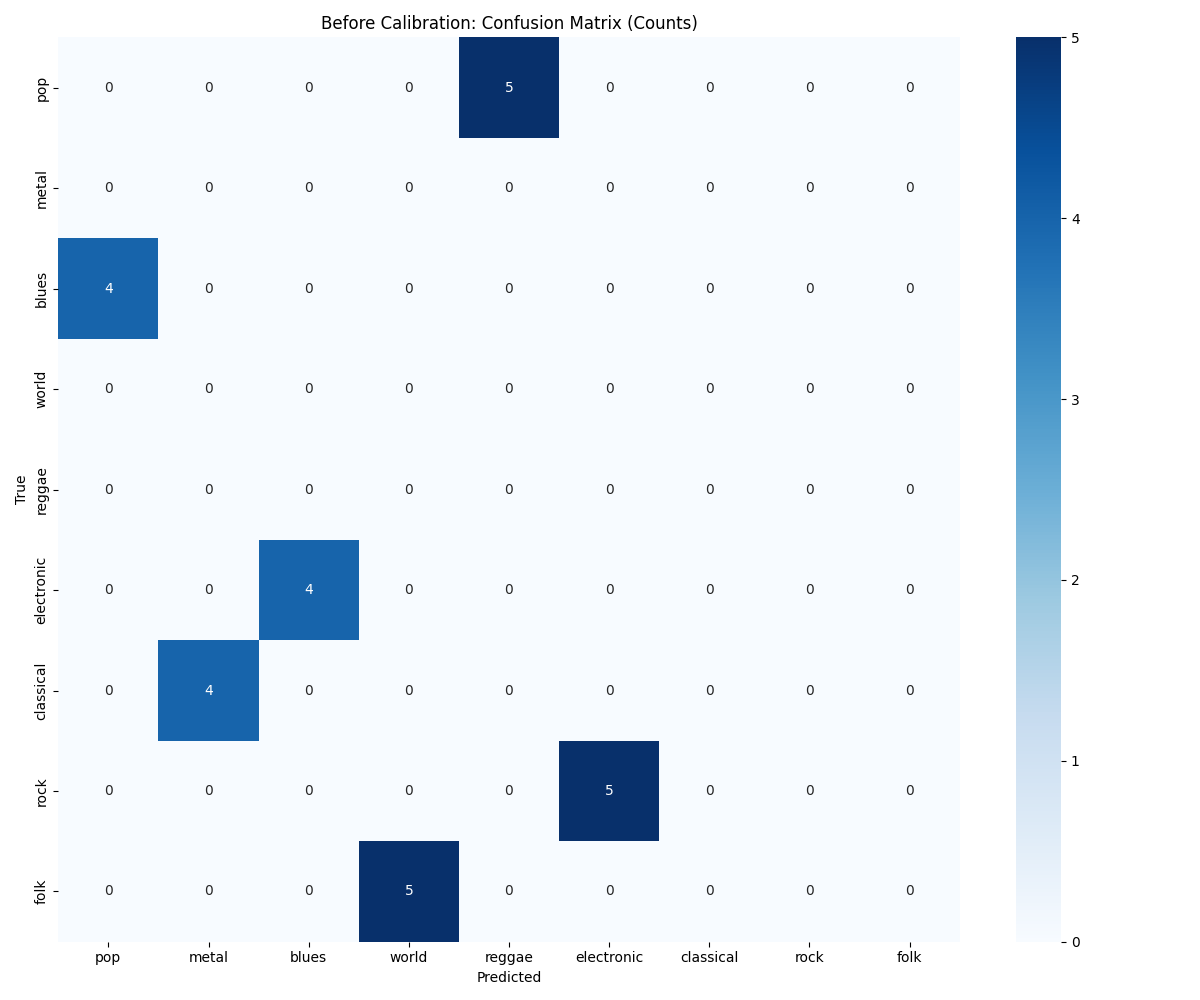 Before Calibration: Confusion Matrix (Counts)
pop 0 0 0 0 5 0 0 0 0
metal 0 0 0 0 0 0 0 0 0
blues 4 0 0 0 0 0 0 0 0
world 0 0 0 0 0 0 0 0 0
reggae 0 0 0 0 0 0 0 0 0
electronic 0 0 4 0 0 0 0 0 0
classical 0 4 0 0 0 0 0 0 0
rock 0 0 0 0 0 5 0 0 0
folk 0 0 0 5 0 0 0 0 0
True
pop metal blues world reggae electronic classical rock folk
Predicted
5
4
3
2
1
0